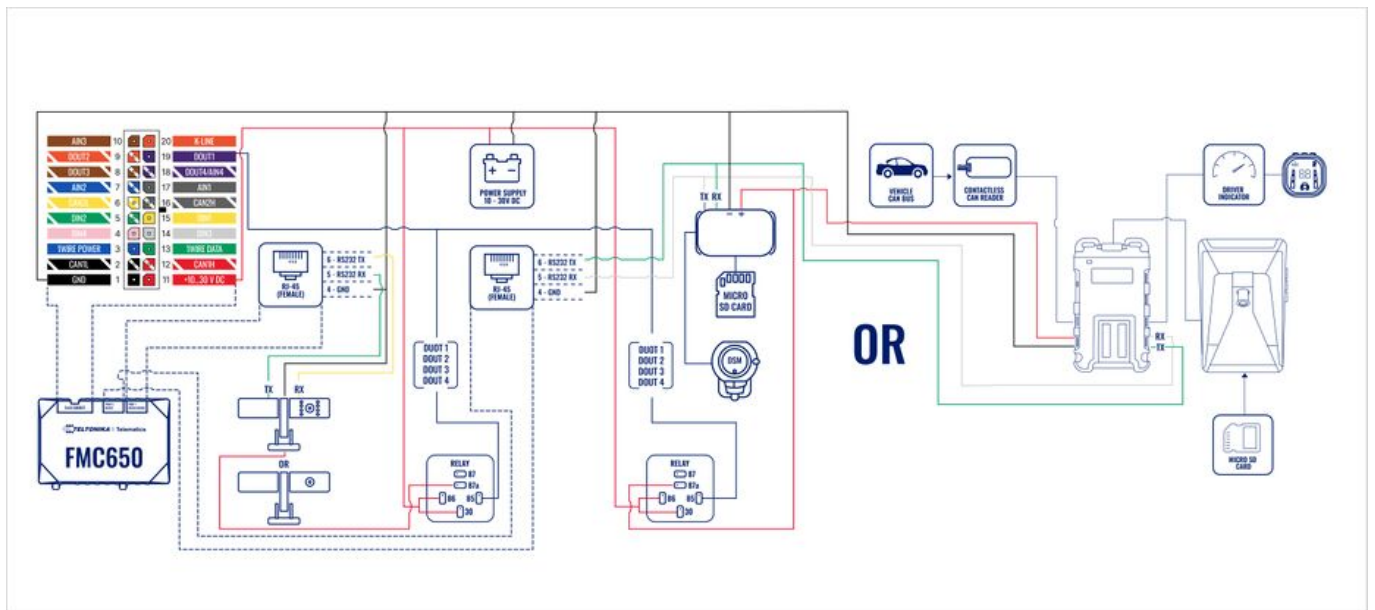 AIN3 10 20 K-LINE
DOUT2 9 19 DOUT1
DOUT3 8 18 DOUT4/AIN4
AIN2 7 17 AIN1
CAN2L 6 16 CAN2H
DIN2 5 15 DIN1
DIN4 4 14 DIN3
1WIRE POWER 3 13 1WIRE DATA
CAN1L 2 12 CAN1H
GND 1 11 +10...30 V DC
POWER SUPPLY
10 - 30V DC
RJ-45
(FEMALE)
6 - RS232 TX
5 - RS232 RX
4 - GND
RJ-45
(FEMALE)
6 - RS232 TX
5 - RS232 RX
4 - GND
TX RX
MICRO
SD CARD
DSM
VEHICLE
CAN BUS
CONTACTLESS
CAN READER
DRIVER
INDICATOR
OR
RX
TX
MICRO SD
CARD
DUOT 1
DOUT 2
DOUT 3
DOUT 4
DUOT 1
DOUT 2
DOUT 3
DOUT 4
TX RX
OR
TELTONIKA | Telematics
FMC650
RELAY
87
87a
86 85
30
RELAY
87
87a
86 85
30